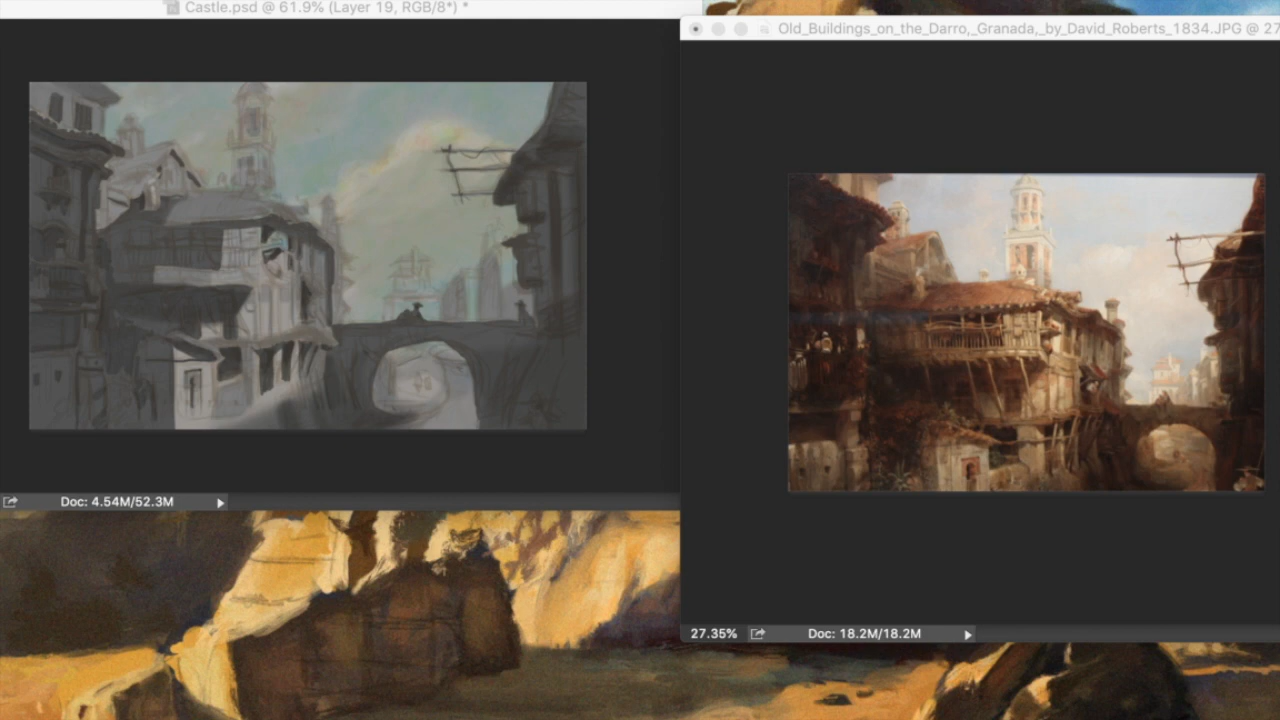 Castle.psd @ 61.9% (Layer 19, RGB/8*) *
Old_Buildings_on_the_Darro,_Granada,_by_David_Roberts_1834.JPG @ 27
Doc: 4.54M/52.3M
27.35%
Doc: 18.2M/18.2M